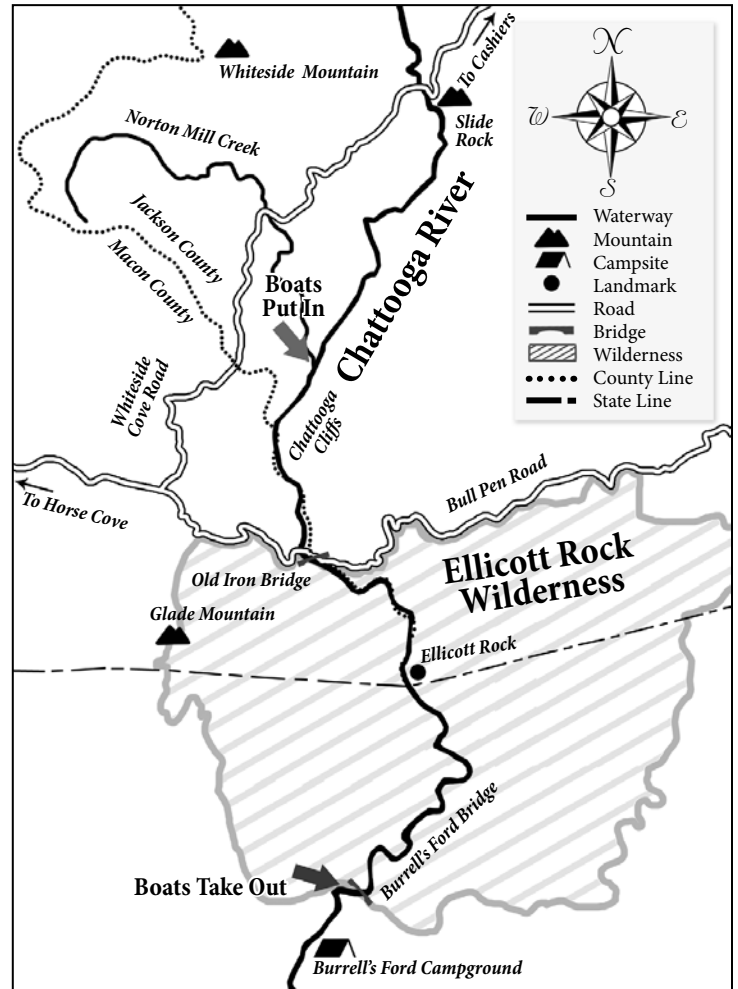 To Cashiers
Whiteside Mountain
Slide
Rock
Norton Mill Creek
Jackson County
Macon County
Chattooga River
Boats
Put In
Whiteside
Cove Road
Chattooga
Cliffs
N
W
E
S
Waterway
Mountain
Campsite
Landmark
Road
Bridge
Wilderness
County Line
State Line
To Horse Cove
Bull Pen Road
Old Iron Bridge
Ellicott Rock
Wilderness
Glade Mountain
Ellicott Rock
Burrell's Ford Bridge
Boats Take Out
Burrell's Ford Campground